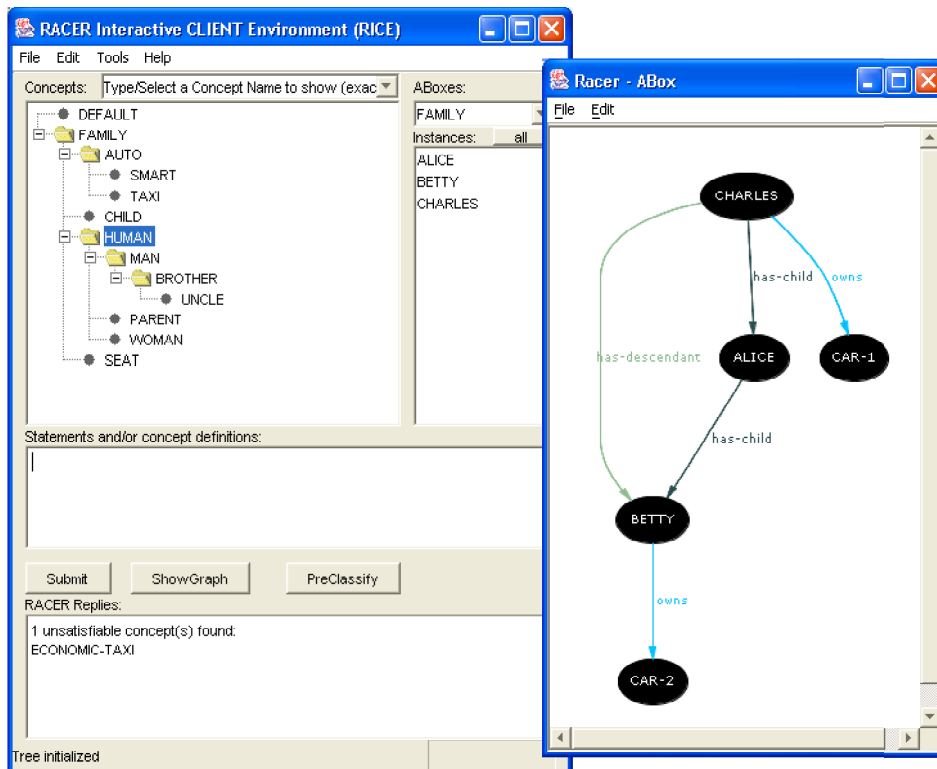 RACER Interactive CLIENT Environment (RICE)
File Edit Tools Help
Concepts: Type/Select a Concept Name to show (exac
DEFAULT
FAMILY
AUTO
SMART
TAXI
CHILD
HUMAN
MAN
BROTHER
UNCLE
PARENT
WOMAN
SEAT
ABoxes:
FAMILY
Instances: all
ALICE
BETTY
CHARLES
Statements and/or concept definitions:
Submit ShowGraph PreClassify
RACER Replies:
1 unsatisfiable concept(s) found:
ECONOMIC-TAXI
Tree initialized
Racer - ABox
File Edit
CHARLES
has-child owns
has-descendant ALICE CAR-1
has-child
BETTY
owns
CAR-2